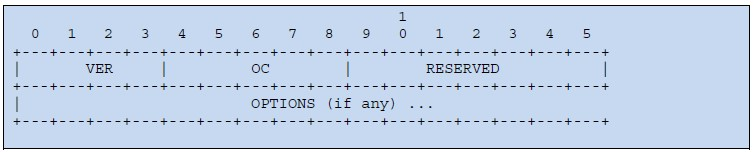 1
  0   1   2   3   4   5   6   7   8   9   0   1   2   3   4   5
+---+---+---+---+---+---+---+---+---+---+---+---+---+---+---+---+
|      VER      |         OC        |        RESERVED           |
+---+---+---+---+---+---+---+---+---+---+---+---+---+---+---+---+
|                        OPTIONS (if any) ...
+---+---+---+---+---+---+---+---+---+---+---+---+---+---+---+---+